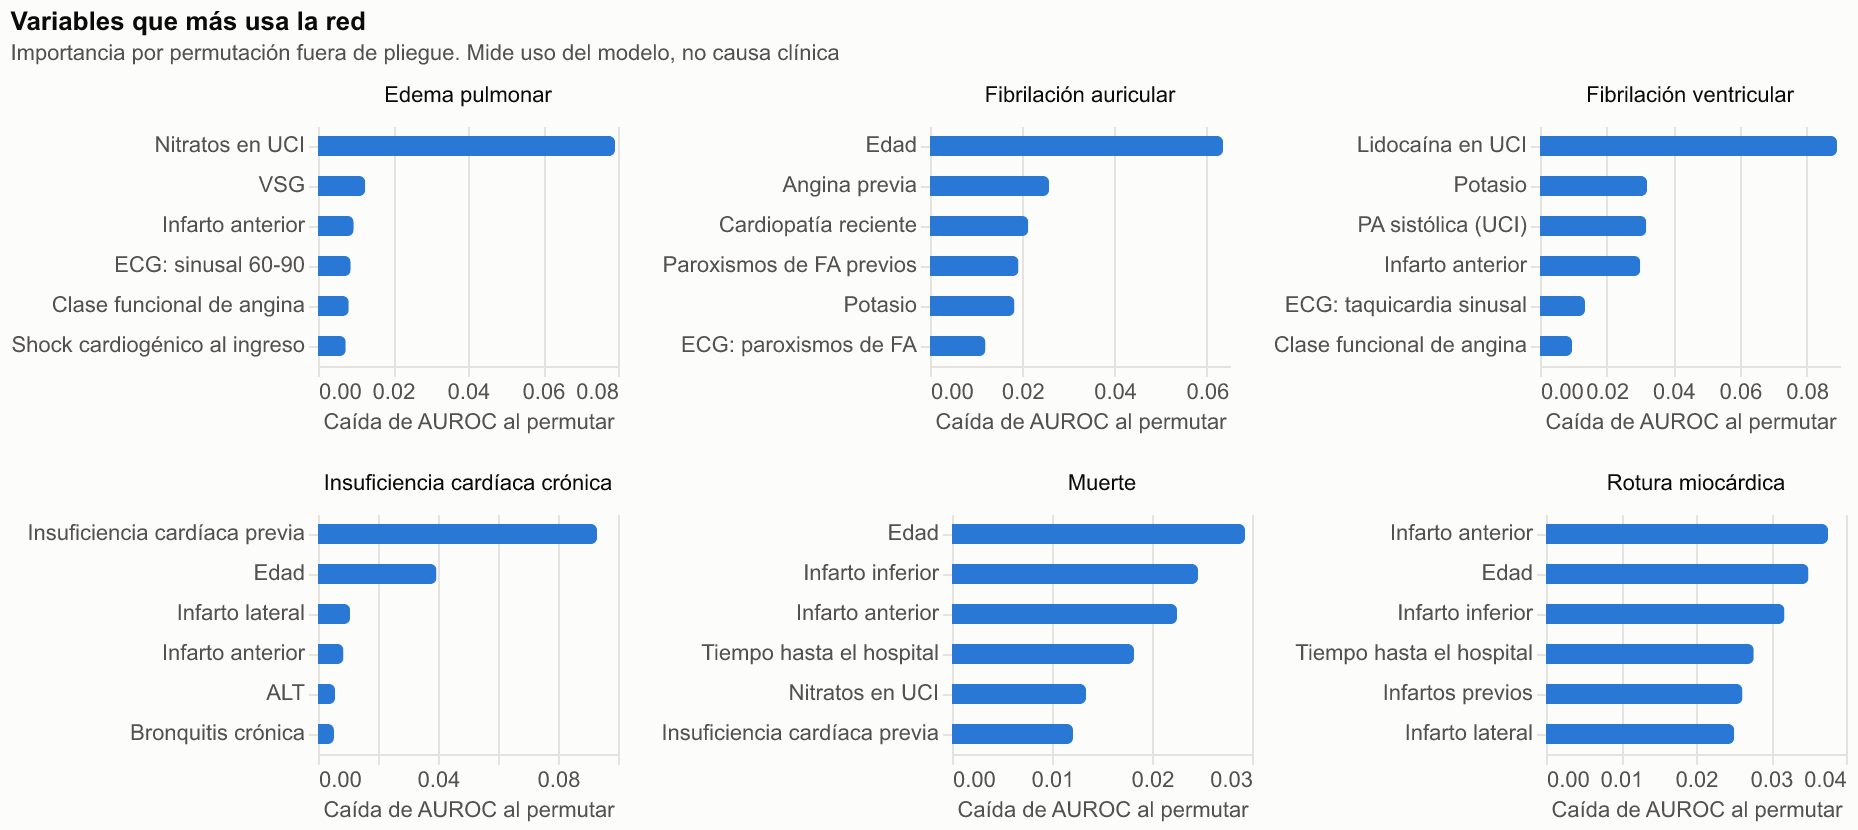 Variables que más usa la red
Importancia por permutación fuera de pliegue. Mide uso del modelo, no causa clínica
Edema pulmonar
Nitratos en UCI
VSG
Infarto anterior
ECG: sinusal 60-90
Clase funcional de angina
Shock cardiogénico al ingreso
0.00 0.02 0.04 0.06 0.08
Caída de AUROC al permutar
Fibrilación auricular
Edad
Angina previa
Cardiopatía reciente
Paroxismos de FA previos
Potasio
ECG: paroxismos de FA
0.00 0.02 0.04 0.06
Caída de AUROC al permutar
Fibrilación ventricular
Lidocaína en UCI
Potasio
PA sistólica (UCI)
Infarto anterior
ECG: taquicardia sinusal
Clase funcional de angina
0.00 0.02 0.04 0.06 0.08
Caída de AUROC al permutar
Insuficiencia cardíaca crónica
Insuficiencia cardíaca previa
Edad
Infarto lateral
Infarto anterior
ALT
Bronquitis crónica
0.00 0.04 0.08
Caída de AUROC al permutar
Muerte
Edad
Infarto inferior
Infarto anterior
Tiempo hasta el hospital
Nitratos en UCI
Insuficiencia cardíaca previa
0.00 0.01 0.02 0.03
Caída de AUROC al permutar
Rotura miocárdica
Infarto anterior
Edad
Infarto inferior
Tiempo hasta el hospital
Infartos previos
Infarto lateral
0.00 0.01 0.02 0.03 0.04
Caída de AUROC al permutar